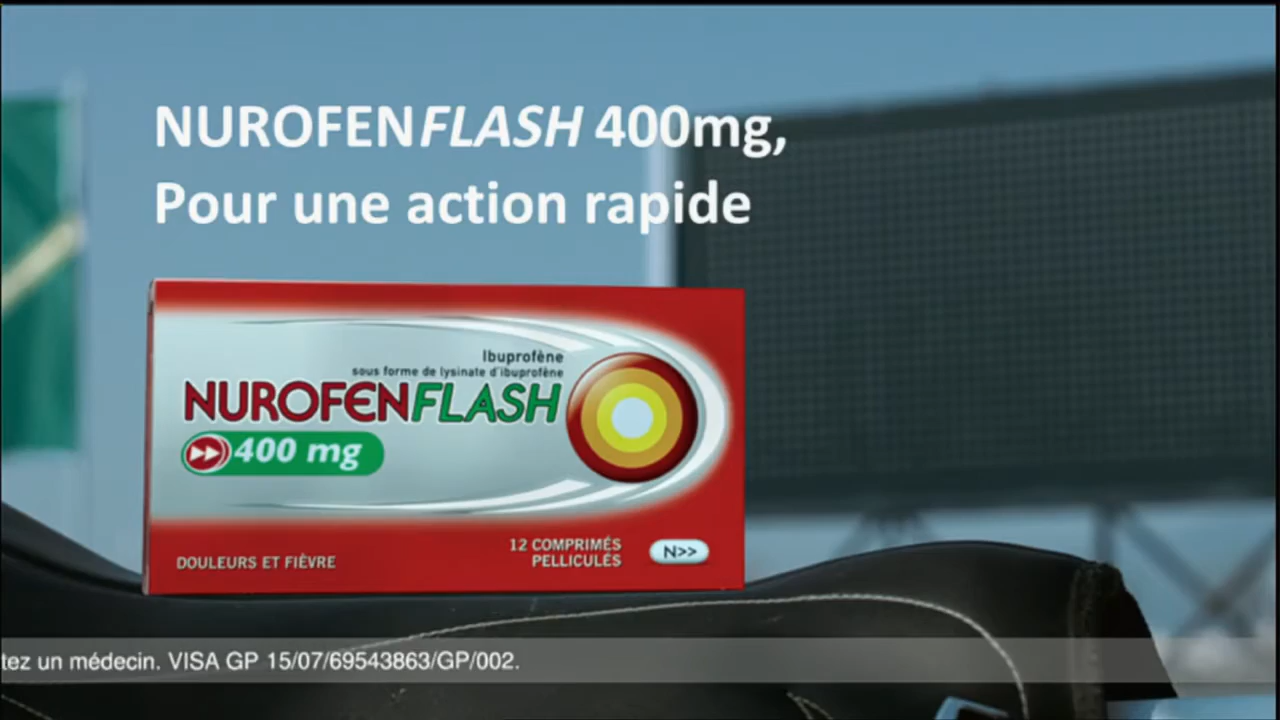 NUROFENFLASH 400mg,
Pour une action rapide
Ibuprofène
sous forme de lysinate d'ibuprofène
NUROFENFLASH
400 mg
12 COMPRIMÉS
PELLICULÉS
N>>
DOULEURS ET FIÈVRE
tez un médecin. VISA GP 15/07/69543863/GP/002.